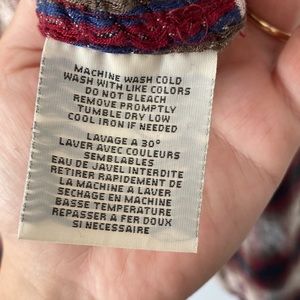 MACHINE WASH COLD
WASH WITH LIKE COLORS
DO NOT BLEACH
REMOVE PROMPTLY
TUMBLE DRY LOW
COOL IRON IF NEEDED
LAVAGE A 30°
LAVER AVEC COULEURS
SEMBLABLES
EAU DE JAVEL INTERDITE
RETIRER RAPIDEMENT DE
LA MACHINE A LAVER
SECHAGE EN MACHINE
BASSE TEMPERATURE
REPASSER A FER DOUX
SI NECESSAIRE